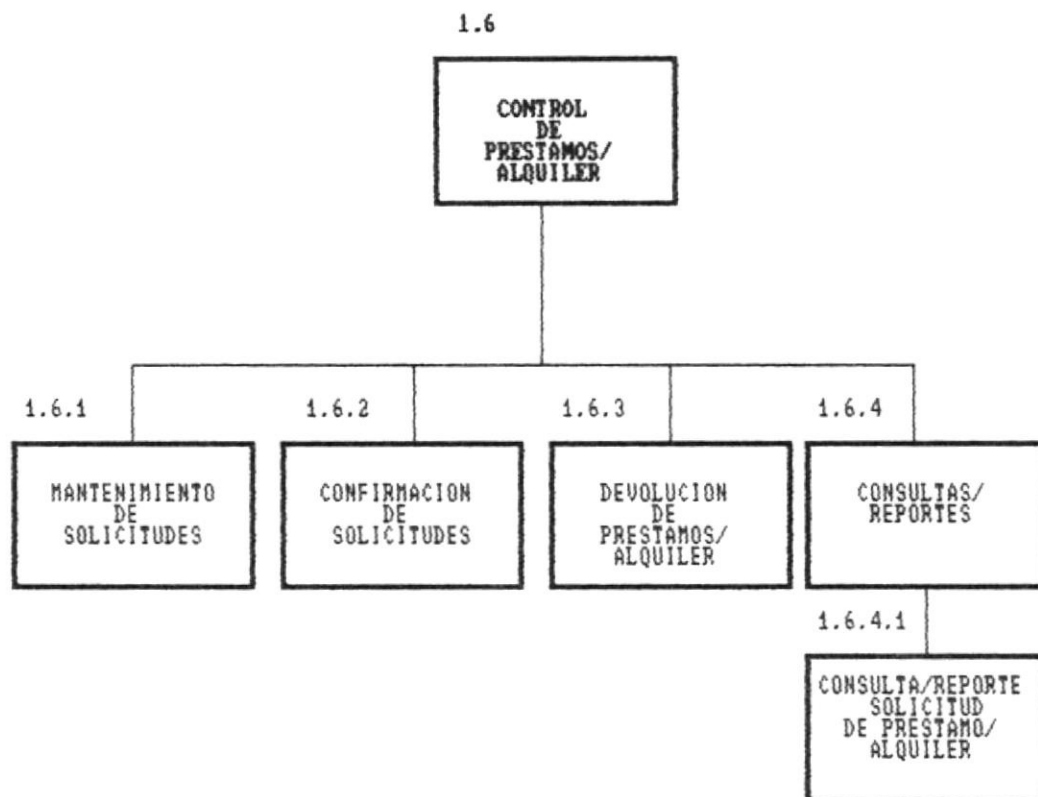 1.6
CONTROL
DE
PRESTAMOS/
ALQUILER
1.6.1
MANTENIMIENTO
DE
SOLICITUDES
1.6.2
CONFIRMACION
DE
SOLICITUDES
1.6.3
DEVOLUCION
DE
PRESTAMOS/
ALQUILER
1.6.4
CONSULTAS/
REPORTES
1.6.4.1
CONSULTA/REPORTE
SOLICITUD
DE PRESTAMO/
ALQUILER